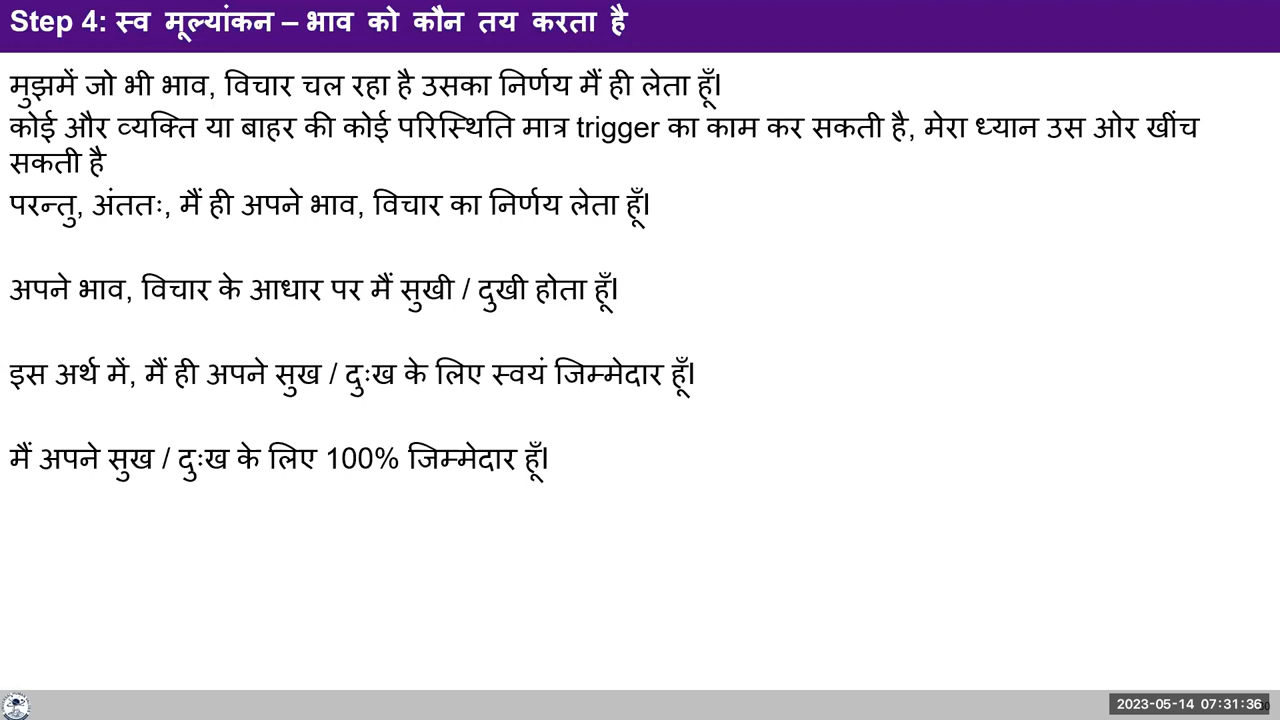 Step 4: स्व मूल्यांकन – भाव को कौन तय करता है
मुझमें जो भी भाव, विचार चल रहा है उसका निर्णय मैं ही लेता हूँ।
कोई और व्यक्ति या बाहर की कोई परिस्थिति मात्र trigger का काम कर सकती है, मेरा ध्यान उस ओर खींच
सकती है
परन्तु, अंततः, मैं ही अपने भाव, विचार का निर्णय लेता हूँ।
अपने भाव, विचार के आधार पर मैं सुखी / दुखी होता हूँ।
इस अर्थ में, मैं ही अपने सुख / दुःख के लिए स्वयं जिम्मेदार हूँ।
मैं अपने सुख / दुःख के लिए 100% जिम्मेदार हूँ।
2023-05-14 07:31:36